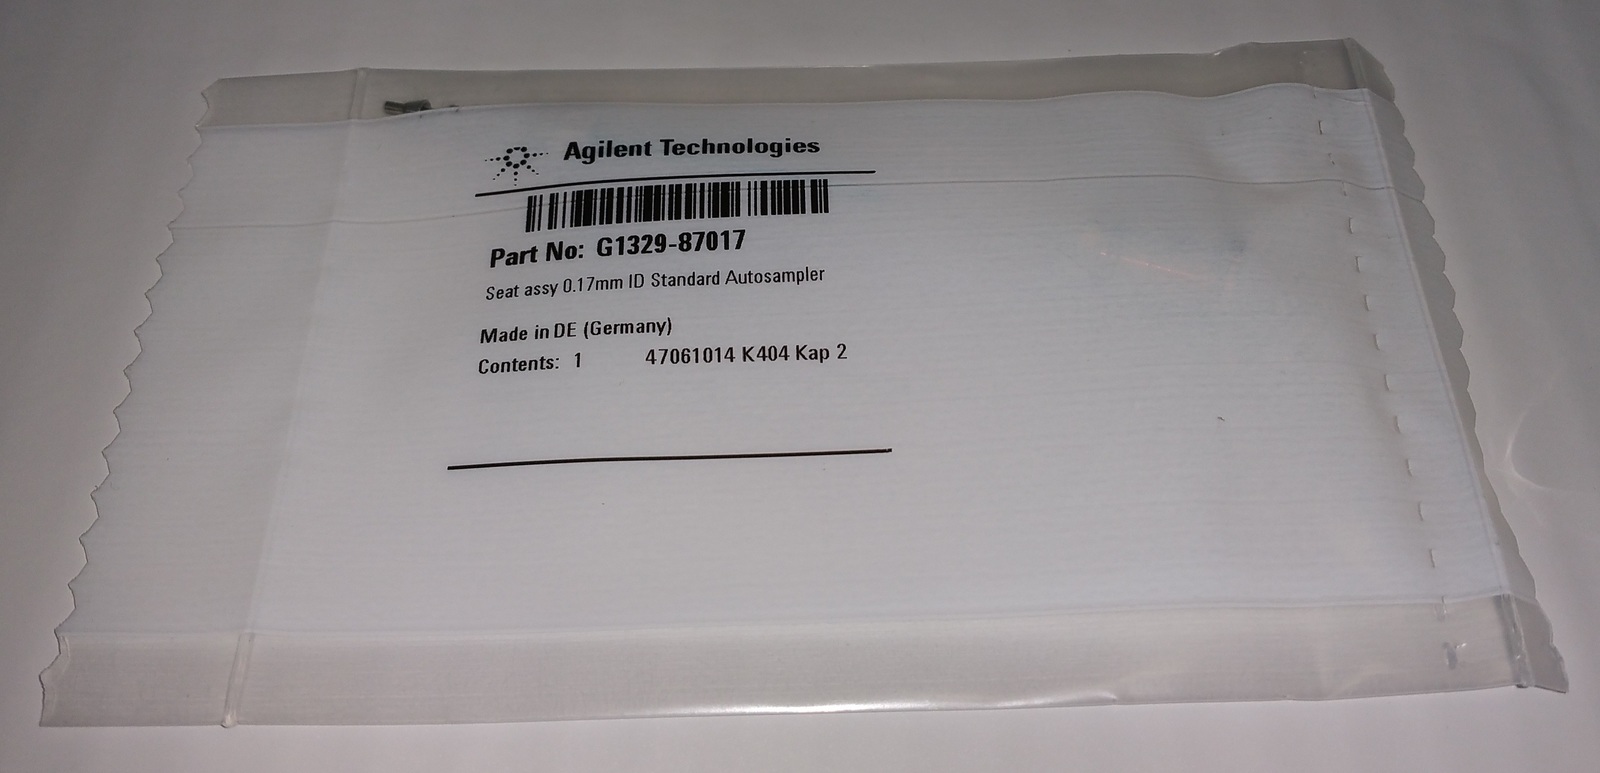 Agilent Technologies
Part No: G1329-87017
Seat assy 0.17mm ID Standard Autosampler
Made in DE (Germany)
Contents: 1 47061014 K404 Kap 2